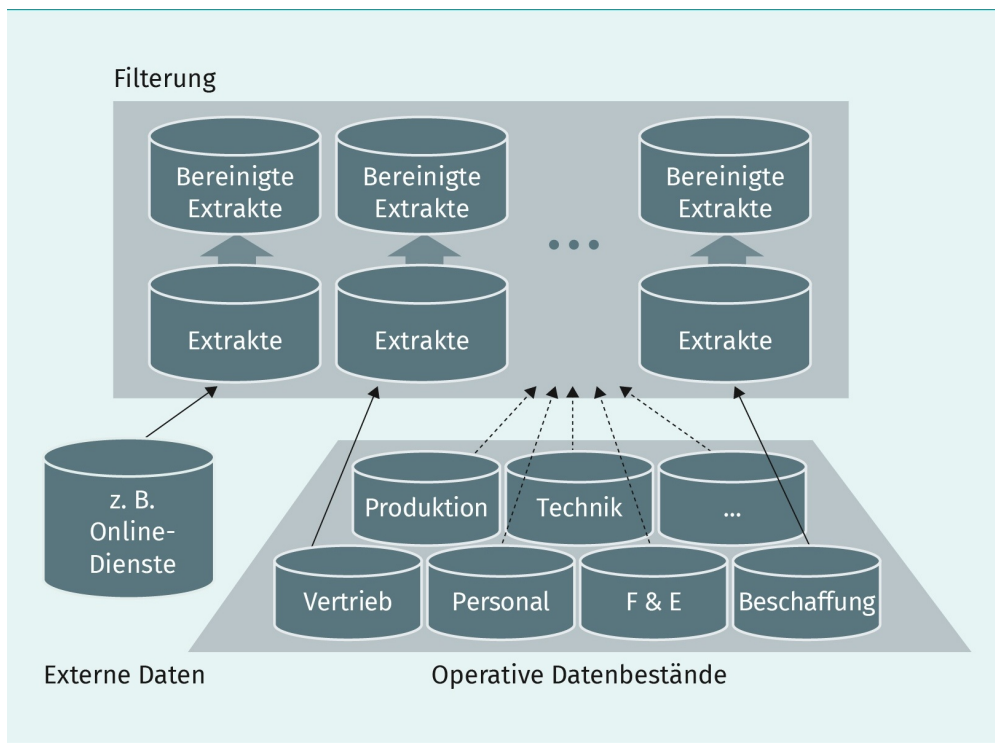 Filterung
Bereinigte
Extrakte
Bereinigte
Extrakte
Bereinigte
Extrakte
Extrakte
Extrakte
Extrakte
z. B.
Online-
Dienste
Produktion
Technik
...
Vertrieb
Personal
F & E
Beschaffung
Externe Daten
Operative Datenbestände